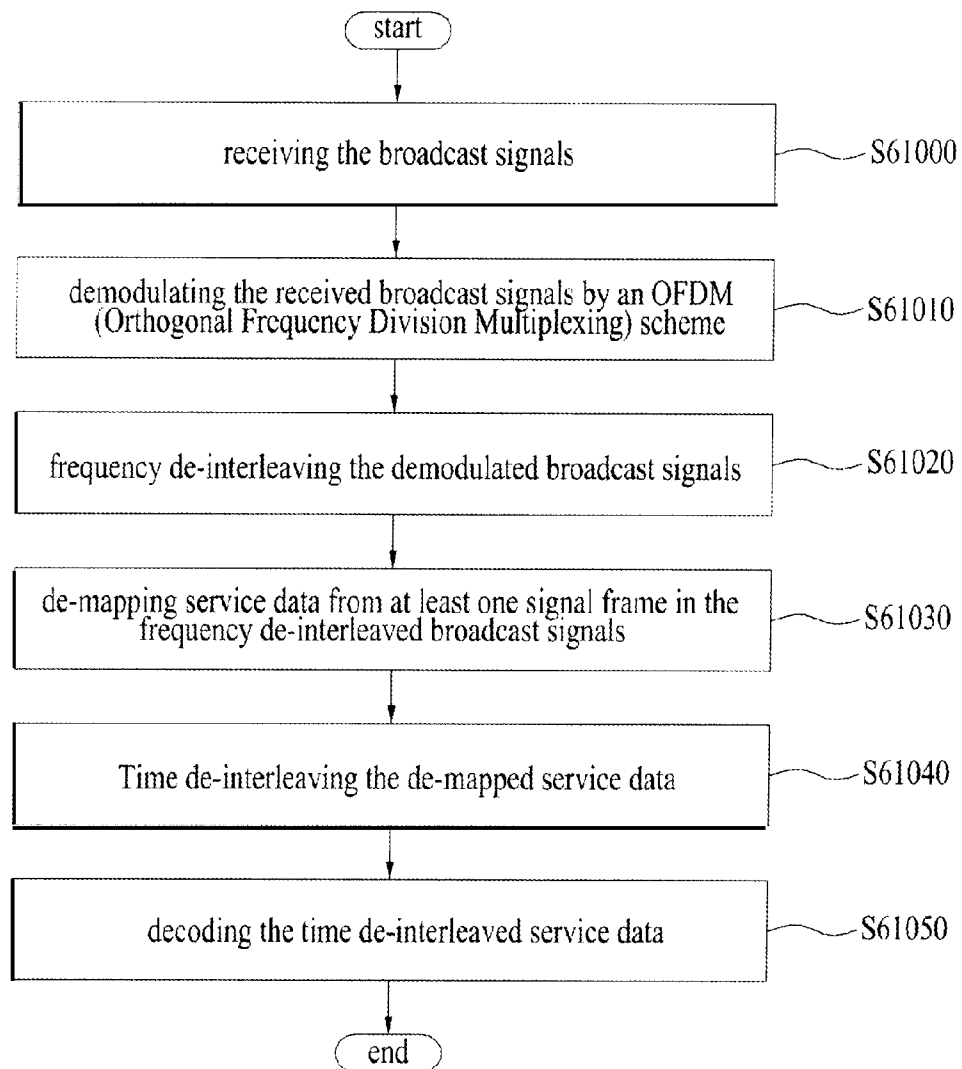 start
receiving the broadcast signals
S61000
demodulating the received broadcast signals by an OFDM
(Orthogonal Frequency Division Multiplexing) scheme
S61010
frequency de-interleaving the demodulated broadcast signals
S61020
de-mapping service data from at least one signal frame in the
frequency de-interleaved broadcast signals
S61030
Time de-interleaving the de-mapped service data
S61040
decoding the time de-interleaved service data
S61050
end